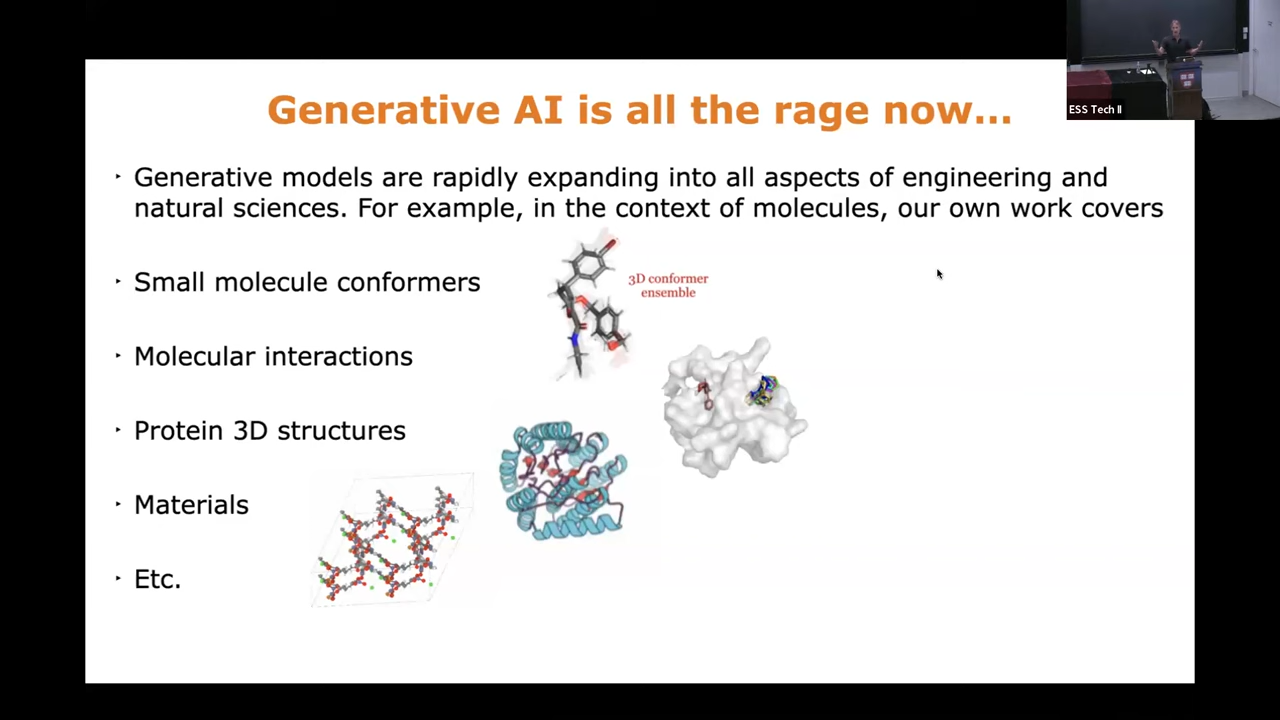 Generative AI is all the rage now...
ESS Tech II
‣ Generative models are rapidly expanding into all aspects of engineering and
natural sciences. For example, in the context of molecules, our own work covers
‣ Small molecule conformers
3D conformer
ensemble
‣ Molecular interactions
‣ Protein 3D structures
‣ Materials
‣ Etc.